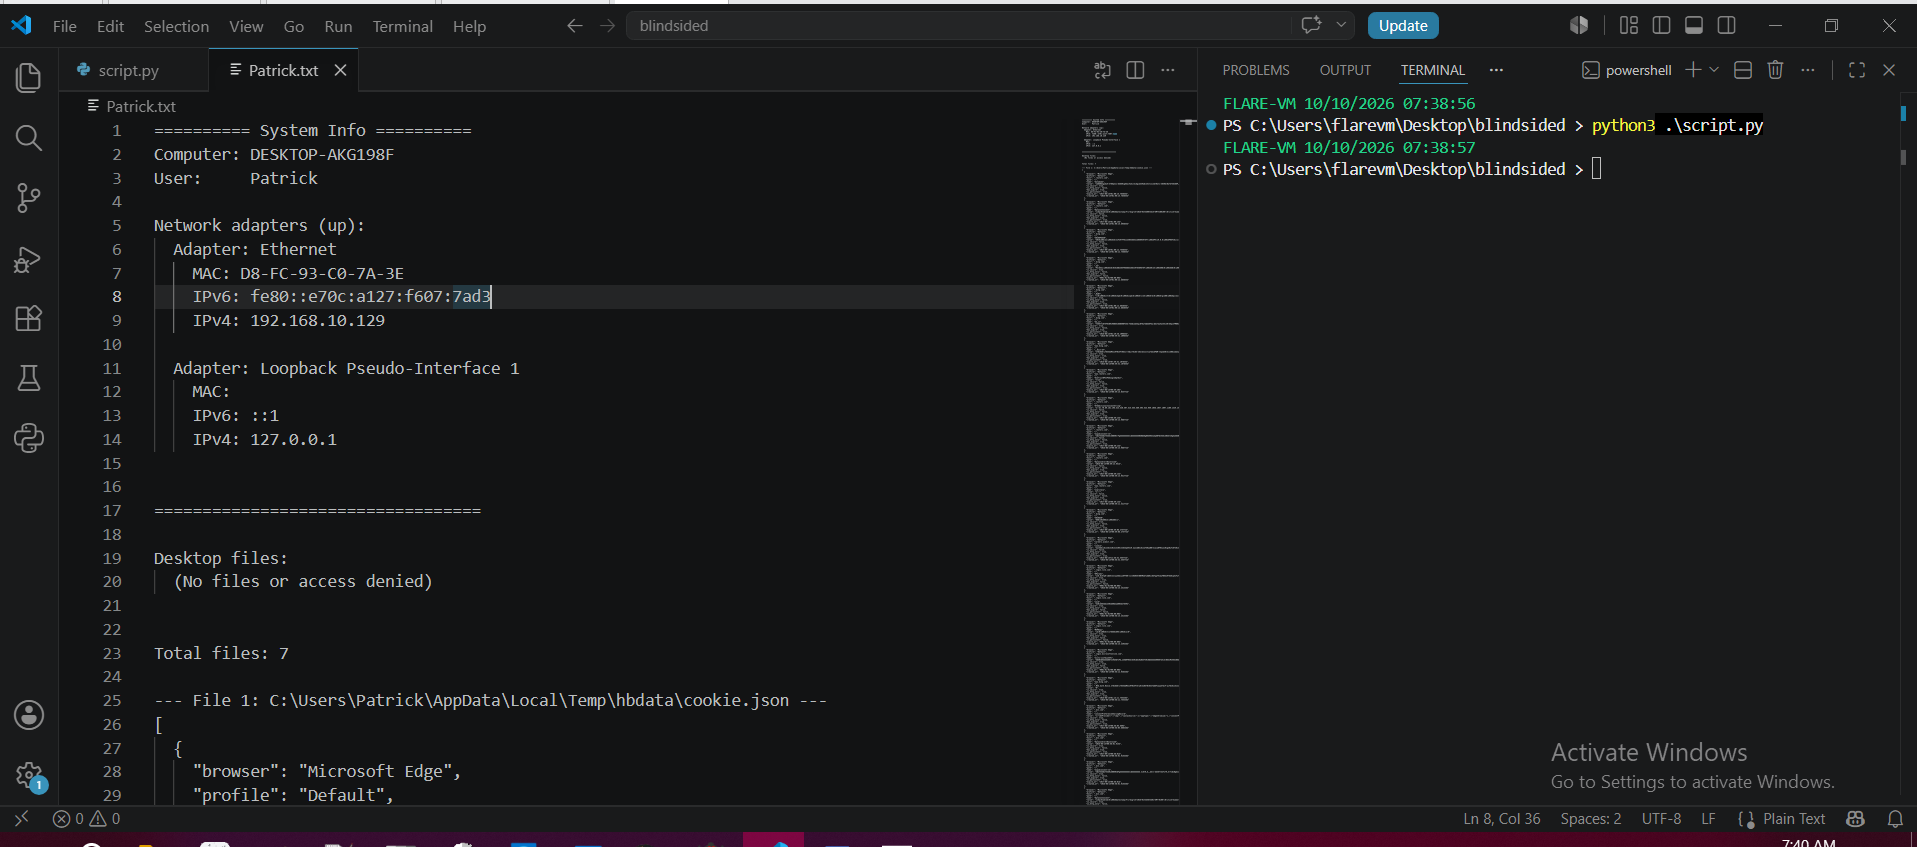 File Edit Selection View Go Run Terminal Help
blindsided
Update
script.py
Patrick.txt
PROBLEMS OUTPUT TERMINAL
powershell
Patrick.txt
1 ========== System Info ==========
2 Computer: DESKTOP-AKG198F
3 User:     Patrick
4
5 Network adapters (up):
6   Adapter: Ethernet
7     MAC: D8-FC-93-C0-7A-3E
8     IPv6: fe80::e70c:a127:f607:7ad3
9     IPv4: 192.168.10.129
10
11   Adapter: Loopback Pseudo-Interface 1
12     MAC:
13     IPv6: ::1
14     IPv4: 127.0.0.1
15
16
17 ==================================
18
19 Desktop files:
20   (No files or access denied)
21
22
23 Total files: 7
24
25 --- File 1: C:\Users\Patrick\AppData\Local\Temp\hbdata\cookie.json ---
26 [
27   {
28     "browser": "Microsoft Edge",
29     "profile": "Default",
FLARE-VM 10/10/2026 07:38:56
PS C:\Users\flarevm\Desktop\blindsided > python3 .\script.py
FLARE-VM 10/10/2026 07:38:57
PS C:\Users\flarevm\Desktop\blindsided >
Activate Windows
Go to Settings to activate Windows.
1
0 0
Ln 8, Col 36 Spaces: 2 UTF-8 LF { } Plain Text
7:40 AM